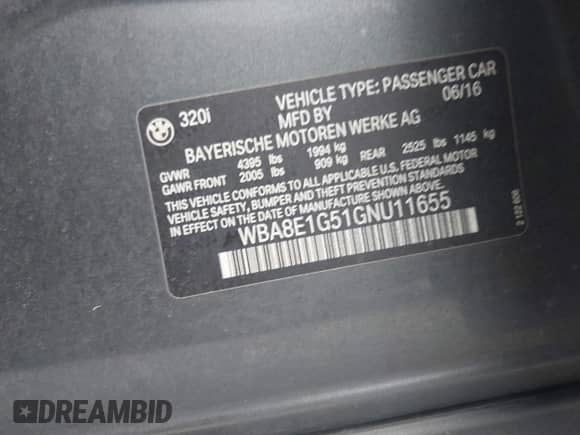 320i VEHICLE TYPE: PASSENGER CAR
MFD BY 06/16
BAYERISCHE MOTOREN WERKE AG
GVWR 4395 lbs 1994 kg
GAWR FRONT 2005 lbs 909 kg REAR 2525 lbs 1145 kg
THIS VEHICLE CONFORMS TO ALL APPLICABLE U.S. FEDERAL MOTOR
VEHICLE SAFETY, BUMPER AND THEFT PREVENTION STANDARDS IN
EFFECT ON THE DATE OF MANUFACTURE SHOWN ABOVE.
WBA8E1G51GNU11655
DREAMBID